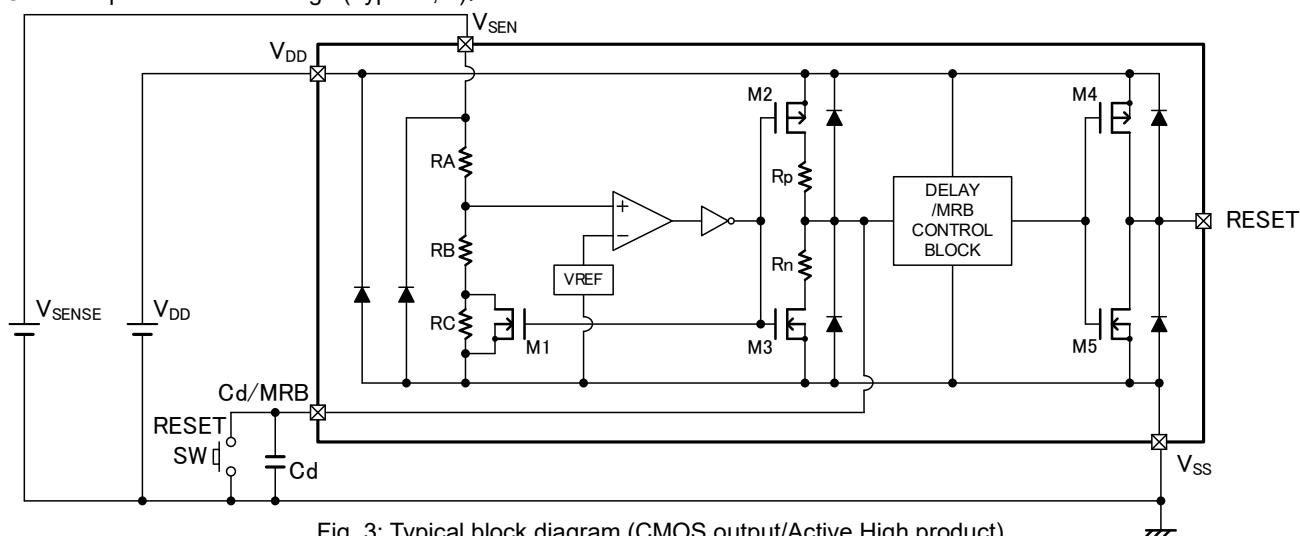 V_SEN
V_DD
M2
M4
RA
Rp
DELAY
/MRB
CONTROL
BLOCK
RESET
+
−
RB
VREF
Rn
V_SENSE
V_DD
RC
M1
M3
M5
Cd/MRB
RESET
SW
Cd
V_SS
Fig. 3: Typical block diagram (CMOS output/Active High product)